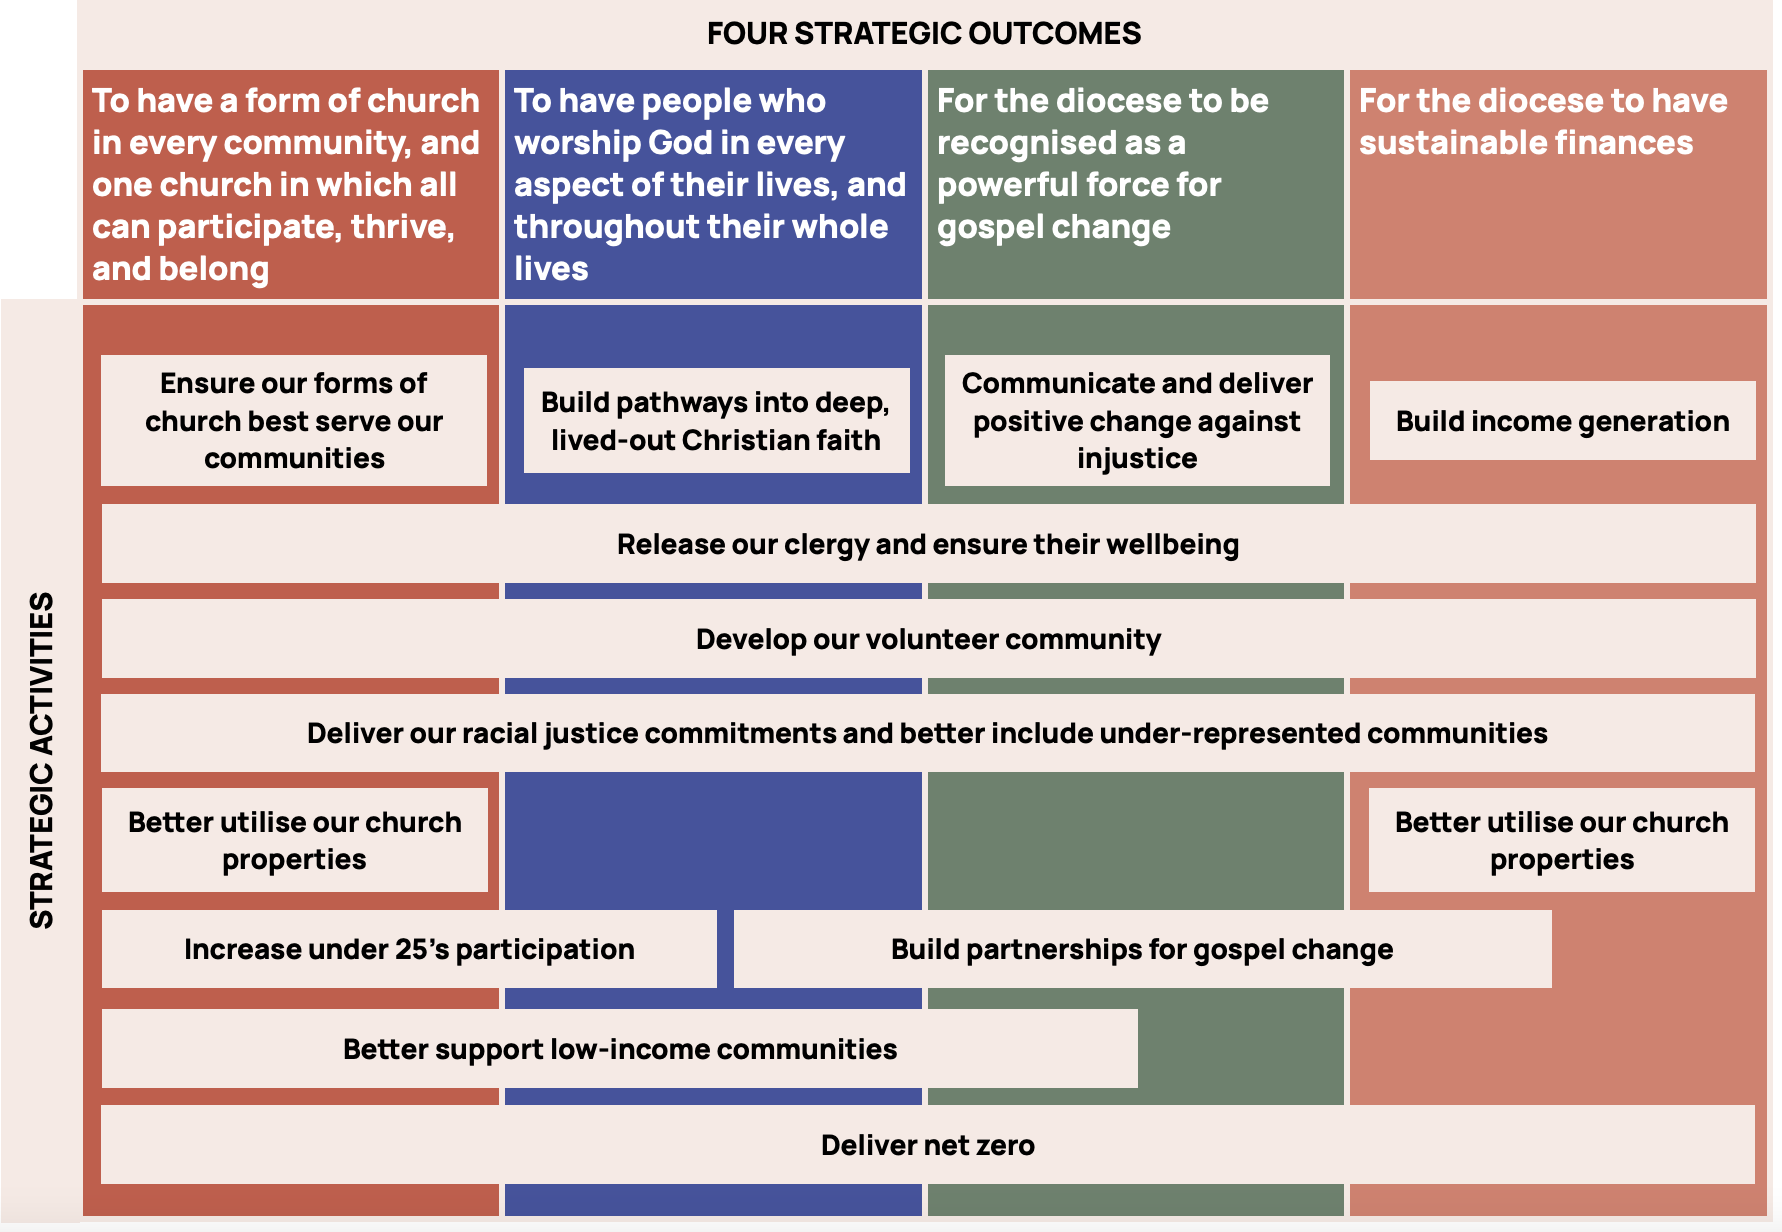 FOUR STRATEGIC OUTCOMES
To have a form of church
in every community, and
one church in which all
can participate, thrive,
and belong
To have people who
worship God in every
aspect of their lives, and
throughout their whole
lives
For the diocese to be
recognised as a
powerful force for
gospel change
For the diocese to have
sustainable finances
STRATEGIC ACTIVITIES
Ensure our forms of
church best serve our
communities
Build pathways into deep,
lived-out Christian faith
Communicate and deliver
positive change against
injustice
Build income generation
Release our clergy and ensure their wellbeing
Develop our volunteer community
Deliver our racial justice commitments and better include under-represented communities
Better utilise our church
properties
Better utilise our church
properties
Increase under 25’s participation
Build partnerships for gospel change
Better support low-income communities
Deliver net zero